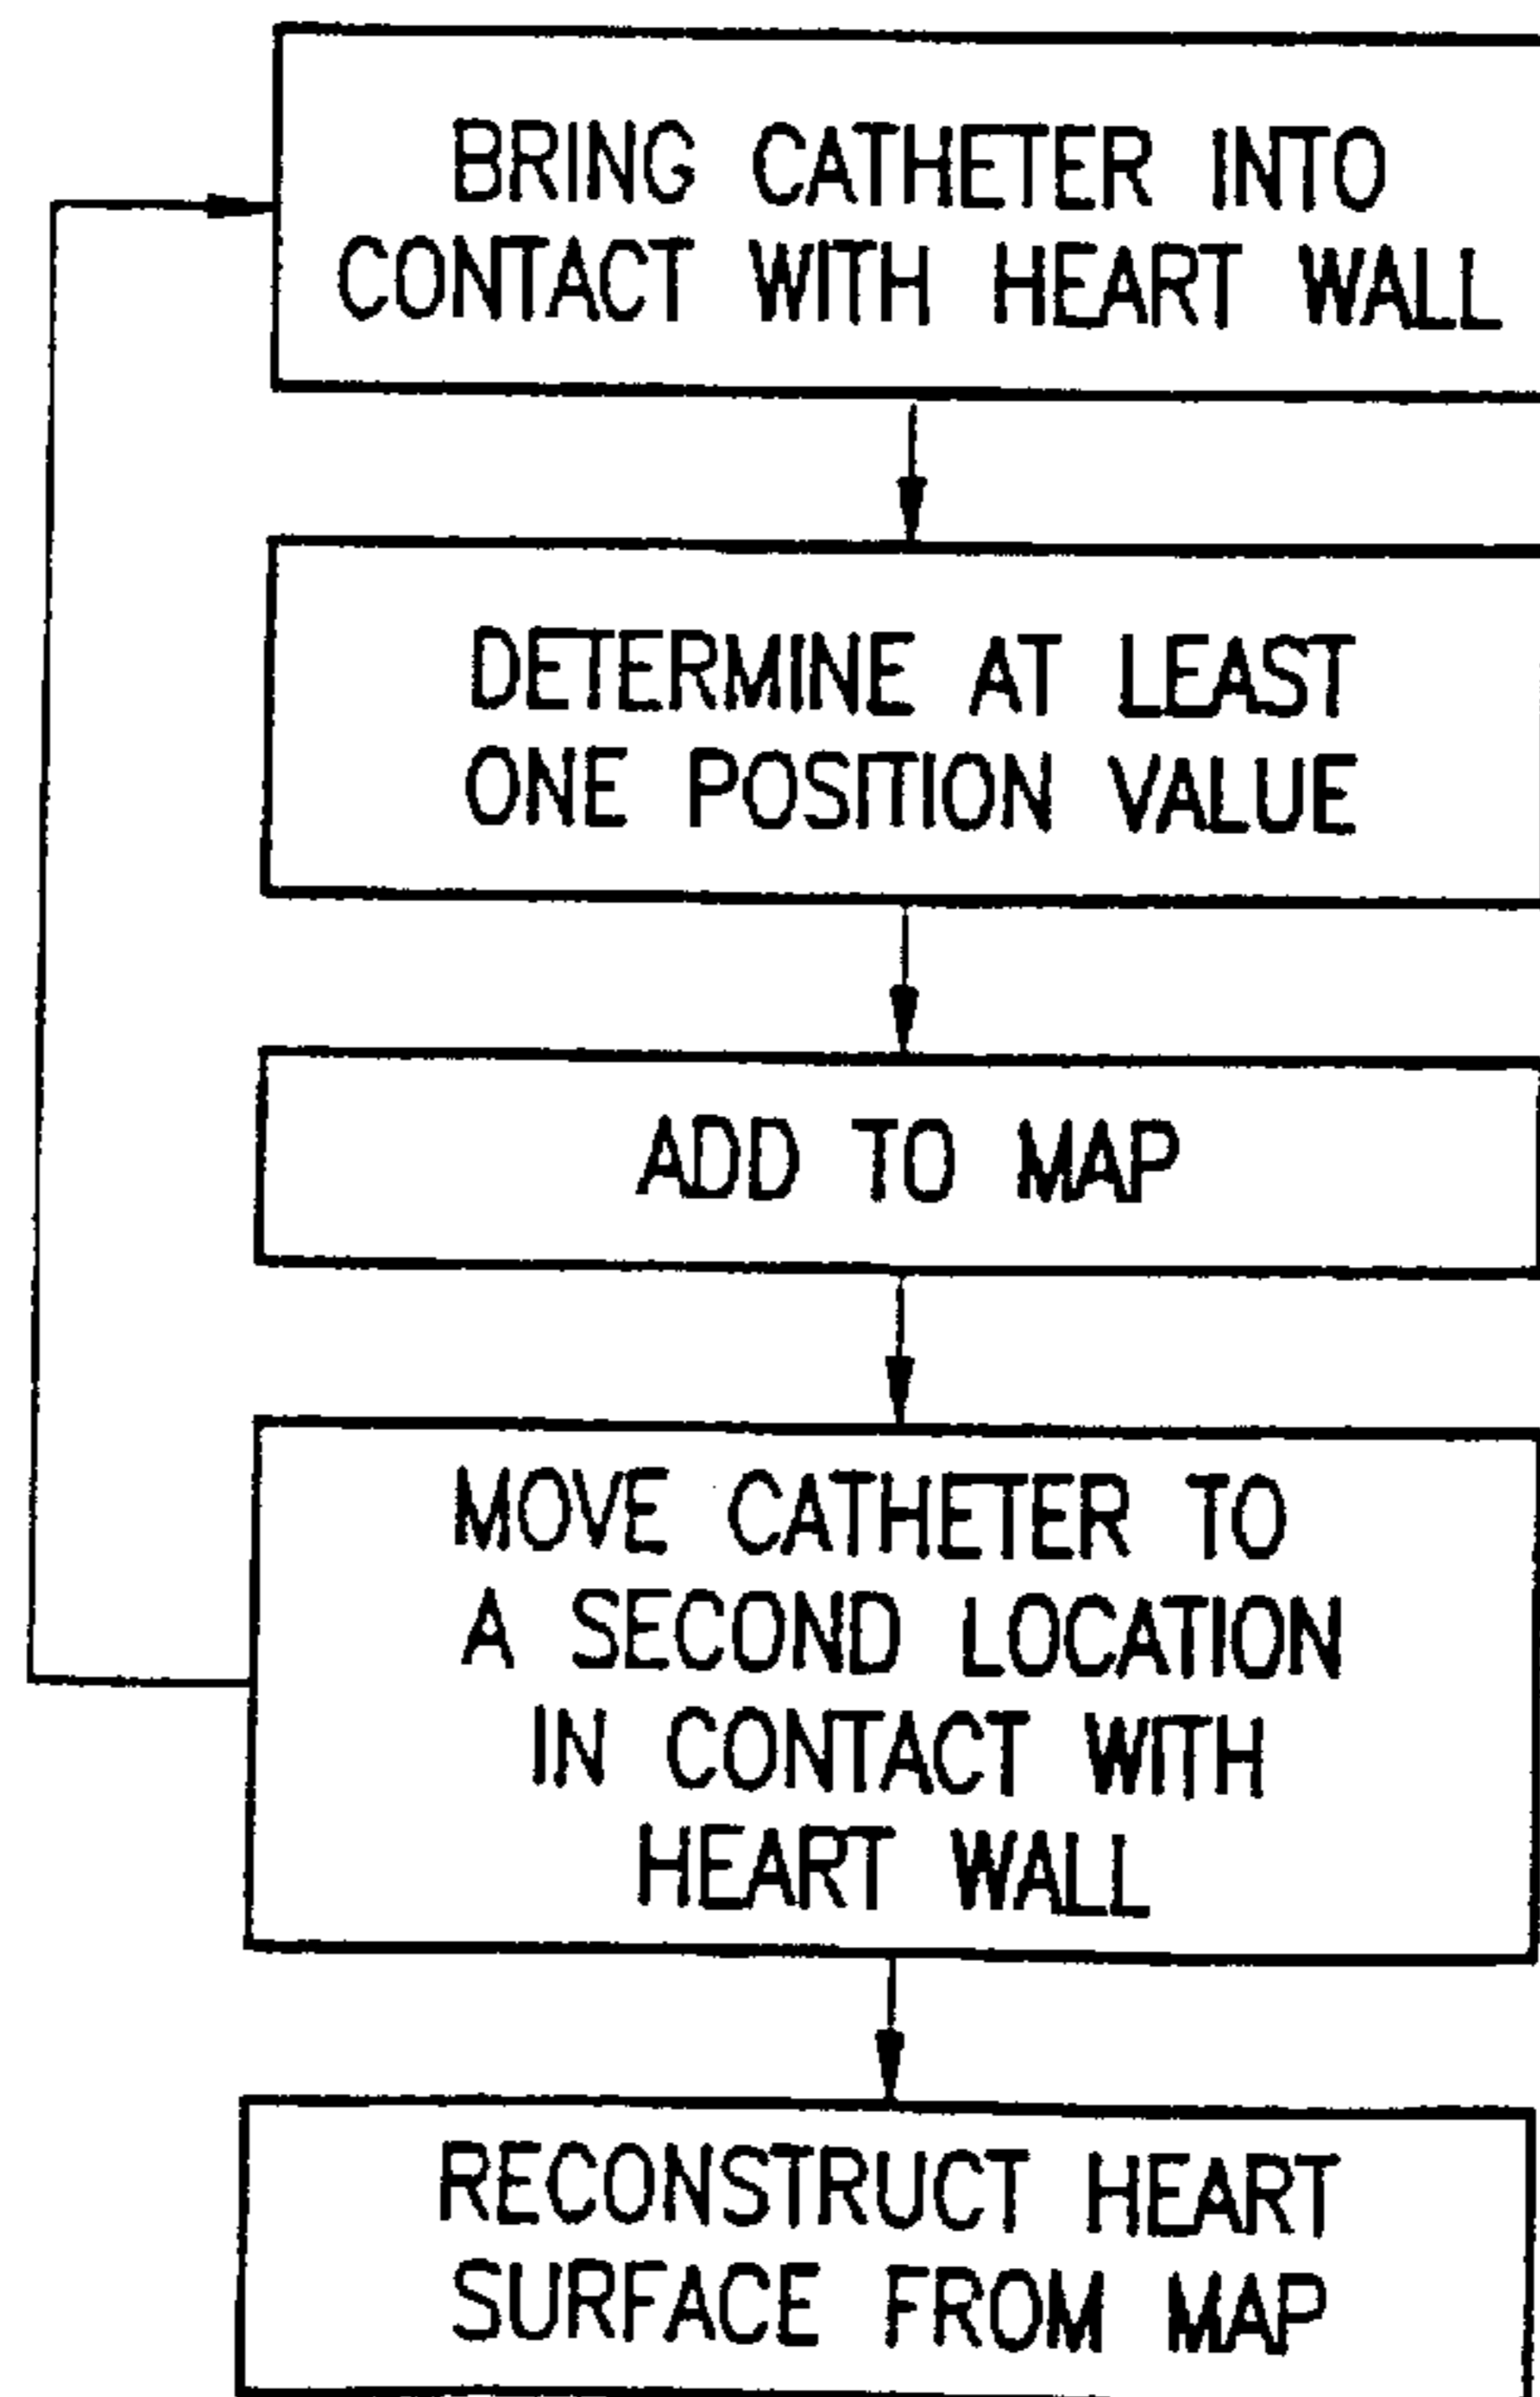 BRING CATHETER INTO
CONTACT WITH HEART WALL
DETERMINE AT LEAST
ONE POSITION VALUE
ADD TO MAP
MOVE CATHETER TO
A SECOND LOCATION
IN CONTACT WITH
HEART WALL
RECONSTRUCT HEART
SURFACE FROM MAP